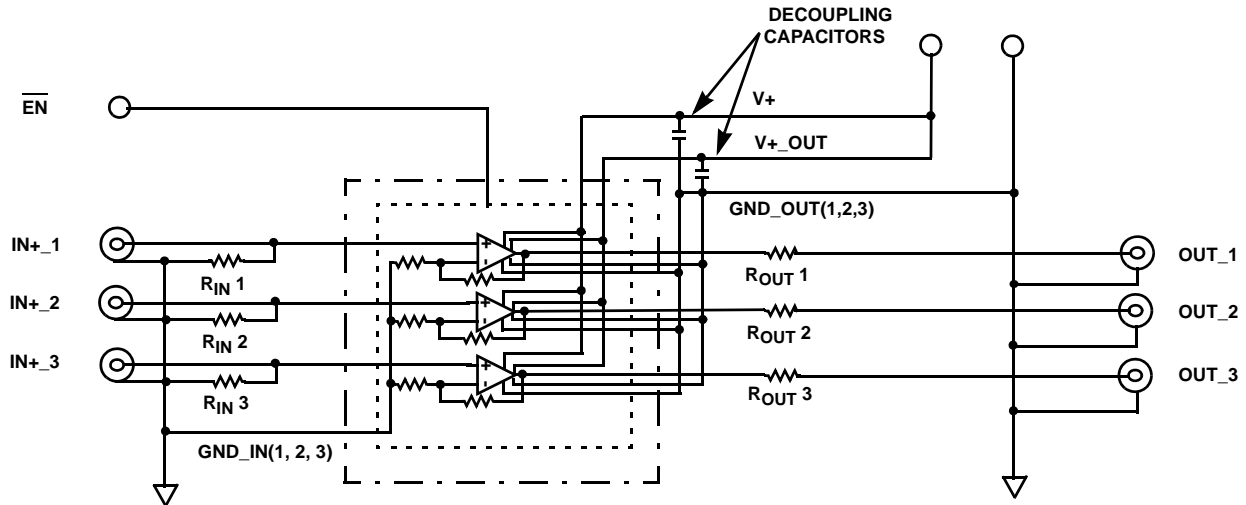 DECOUPLING
CAPACITORS
EN
V+
V+_OUT
GND_OUT(1,2,3)
IN+_1
RIN 1
ROUT 1
OUT_1
IN+_2
RIN 2
ROUT 2
OUT_2
IN+_3
RIN 3
ROUT 3
OUT_3
GND_IN(1, 2, 3)
+
-
+
-
+
-